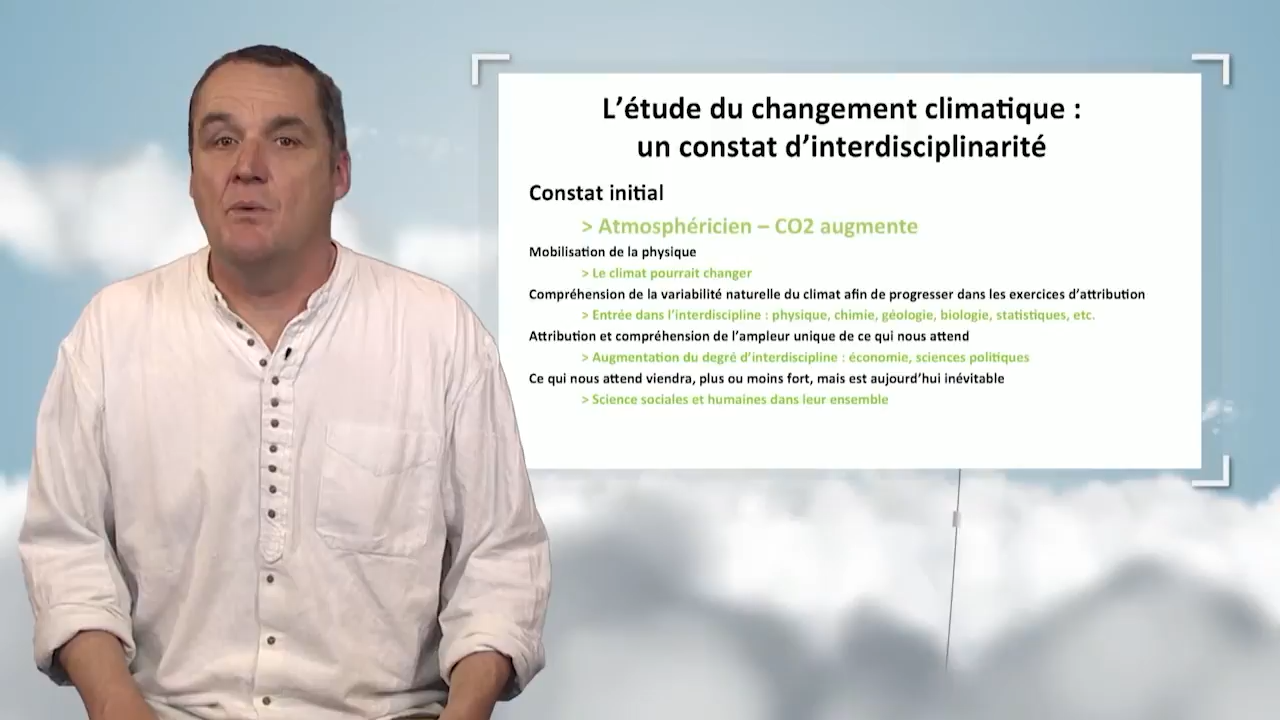 L'étude du changement climatique :
un constat d'interdisciplinarité
Constat initial
> Atmosphéricien – CO2 augmente
Mobilisation de la physique
> Le climat pourrait changer
Compréhension de la variabilité naturelle du climat afin de progresser dans les exercices d'attribution
> Entrée dans l'interdiscipline : physique, chimie, géologie, biologie, statistiques, etc.
Attribution et compréhension de l'ampleur unique de ce qui nous attend
> Augmentation du degré d'interdiscipline : économie, sciences politiques
Ce qui nous attend viendra, plus ou moins fort, mais est aujourd'hui inévitable
> Science sociales et humaines dans leur ensemble